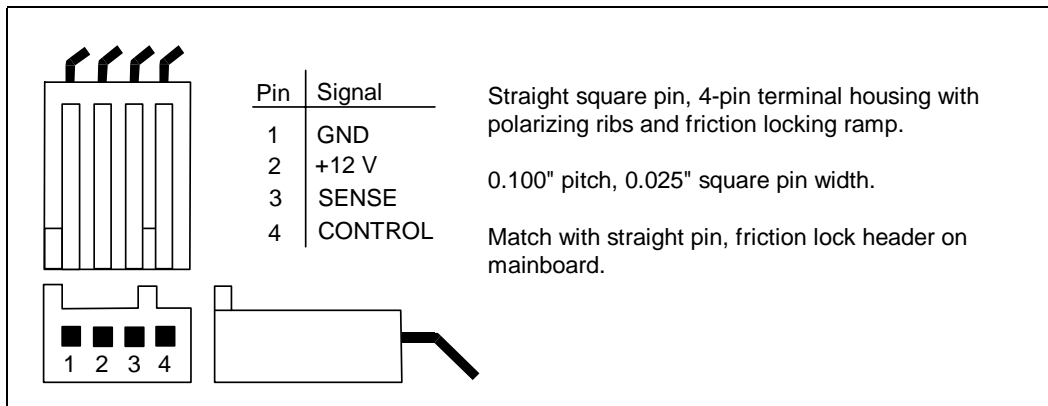 Pin Signal
1 GND
2 +12 V
3 SENSE
4 CONTROL
Straight square pin, 4-pin terminal housing with
polarizing ribs and friction locking ramp.
0.100" pitch, 0.025" square pin width.
Match with straight pin, friction lock header on
mainboard.
1 2 3 4